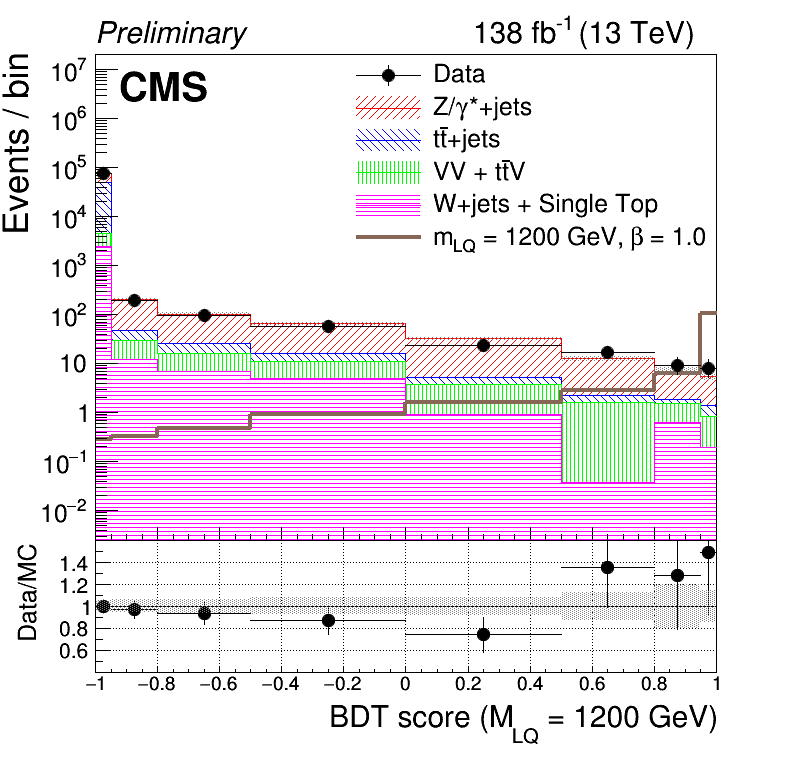 Preliminary 138 fb⁻¹ (13 TeV)
CMS
Events / bin
10⁷
10⁶
10⁵
10⁴
10³
10²
10
1
10⁻¹
10⁻²
Data
Z/γ*+jets
tt̄+jets
VV + tt̄V
W+jets + Single Top
m_LQ = 1200 GeV, β = 1.0
Data/MC
1.4
1.2
1
0.8
0.6
−1 −0.8 −0.6 −0.4 −0.2 0 0.2 0.4 0.6 0.8 1
BDT score (M_LQ = 1200 GeV)